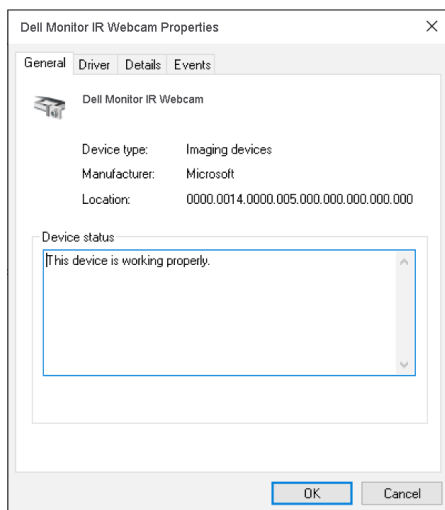 Dell Monitor IR Webcam Properties
General Driver Details Events
Dell Monitor IR Webcam
Device type: Imaging devices
Manufacturer: Microsoft
Location: 0000.0014.0000.005.000.000.000.000.000
Device status
This device is working properly.
OK Cancel